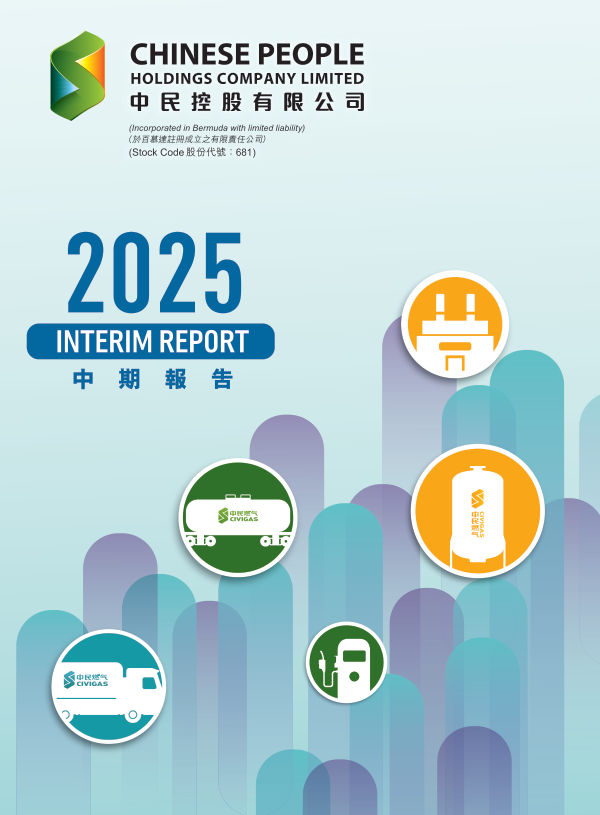 CHINESE PEOPLE
HOLDINGS COMPANY LIMITED
中民控股有限公司
(Incorporated in Bermuda with limited liability)
(於百慕達註冊成立之有限責任公司)
(Stock Code 股份代號：681)
2025
INTERIM REPORT
中期報告
中民燃气
CIVIGAS
中民燃气
CIVIGAS
中民燃气
CIVIGAS